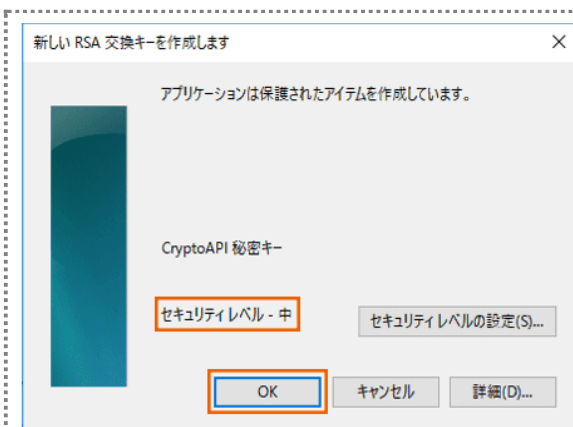 新しい RSA 交換キーを作成します
アプリケーションは保護されたアイテムを作成しています。
CryptoAPI 秘密キー
セキュリティ レベル - 中
セキュリティ レベルの設定(S)...
OK
キャンセル
詳細(D)...